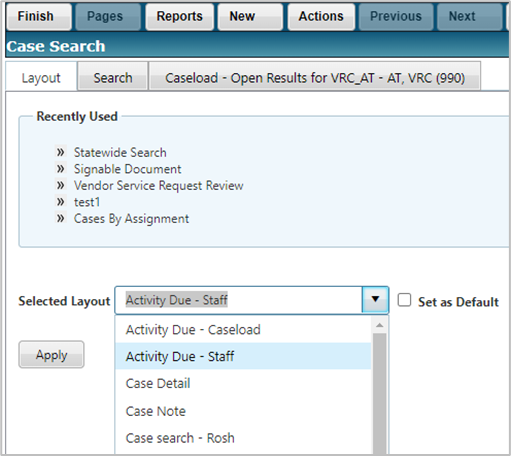 Finish Pages Reports New Actions Previous Next
Case Search
Layout Search Caseload - Open Results for VRC_AT - AT, VRC (990)
Recently Used
» Statewide Search
» Signable Document
» Vendor Service Request Review
» test1
» Cases By Assignment
Selected Layout Activity Due - Staff Set as Default
Activity Due - Caseload
Apply Activity Due - Staff
Case Detail
Case Note
Case search - Rosh